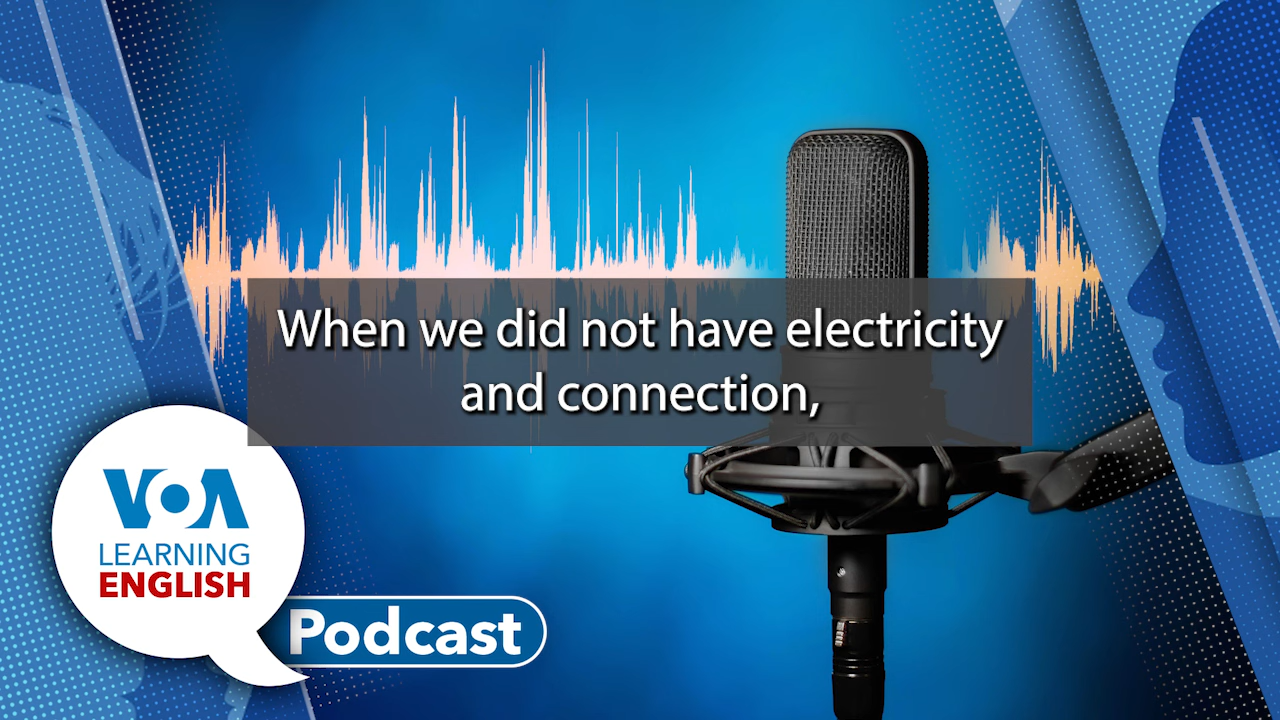 When we did not have electricity
and connection,
VOA
LEARNING
ENGLISH
Podcast